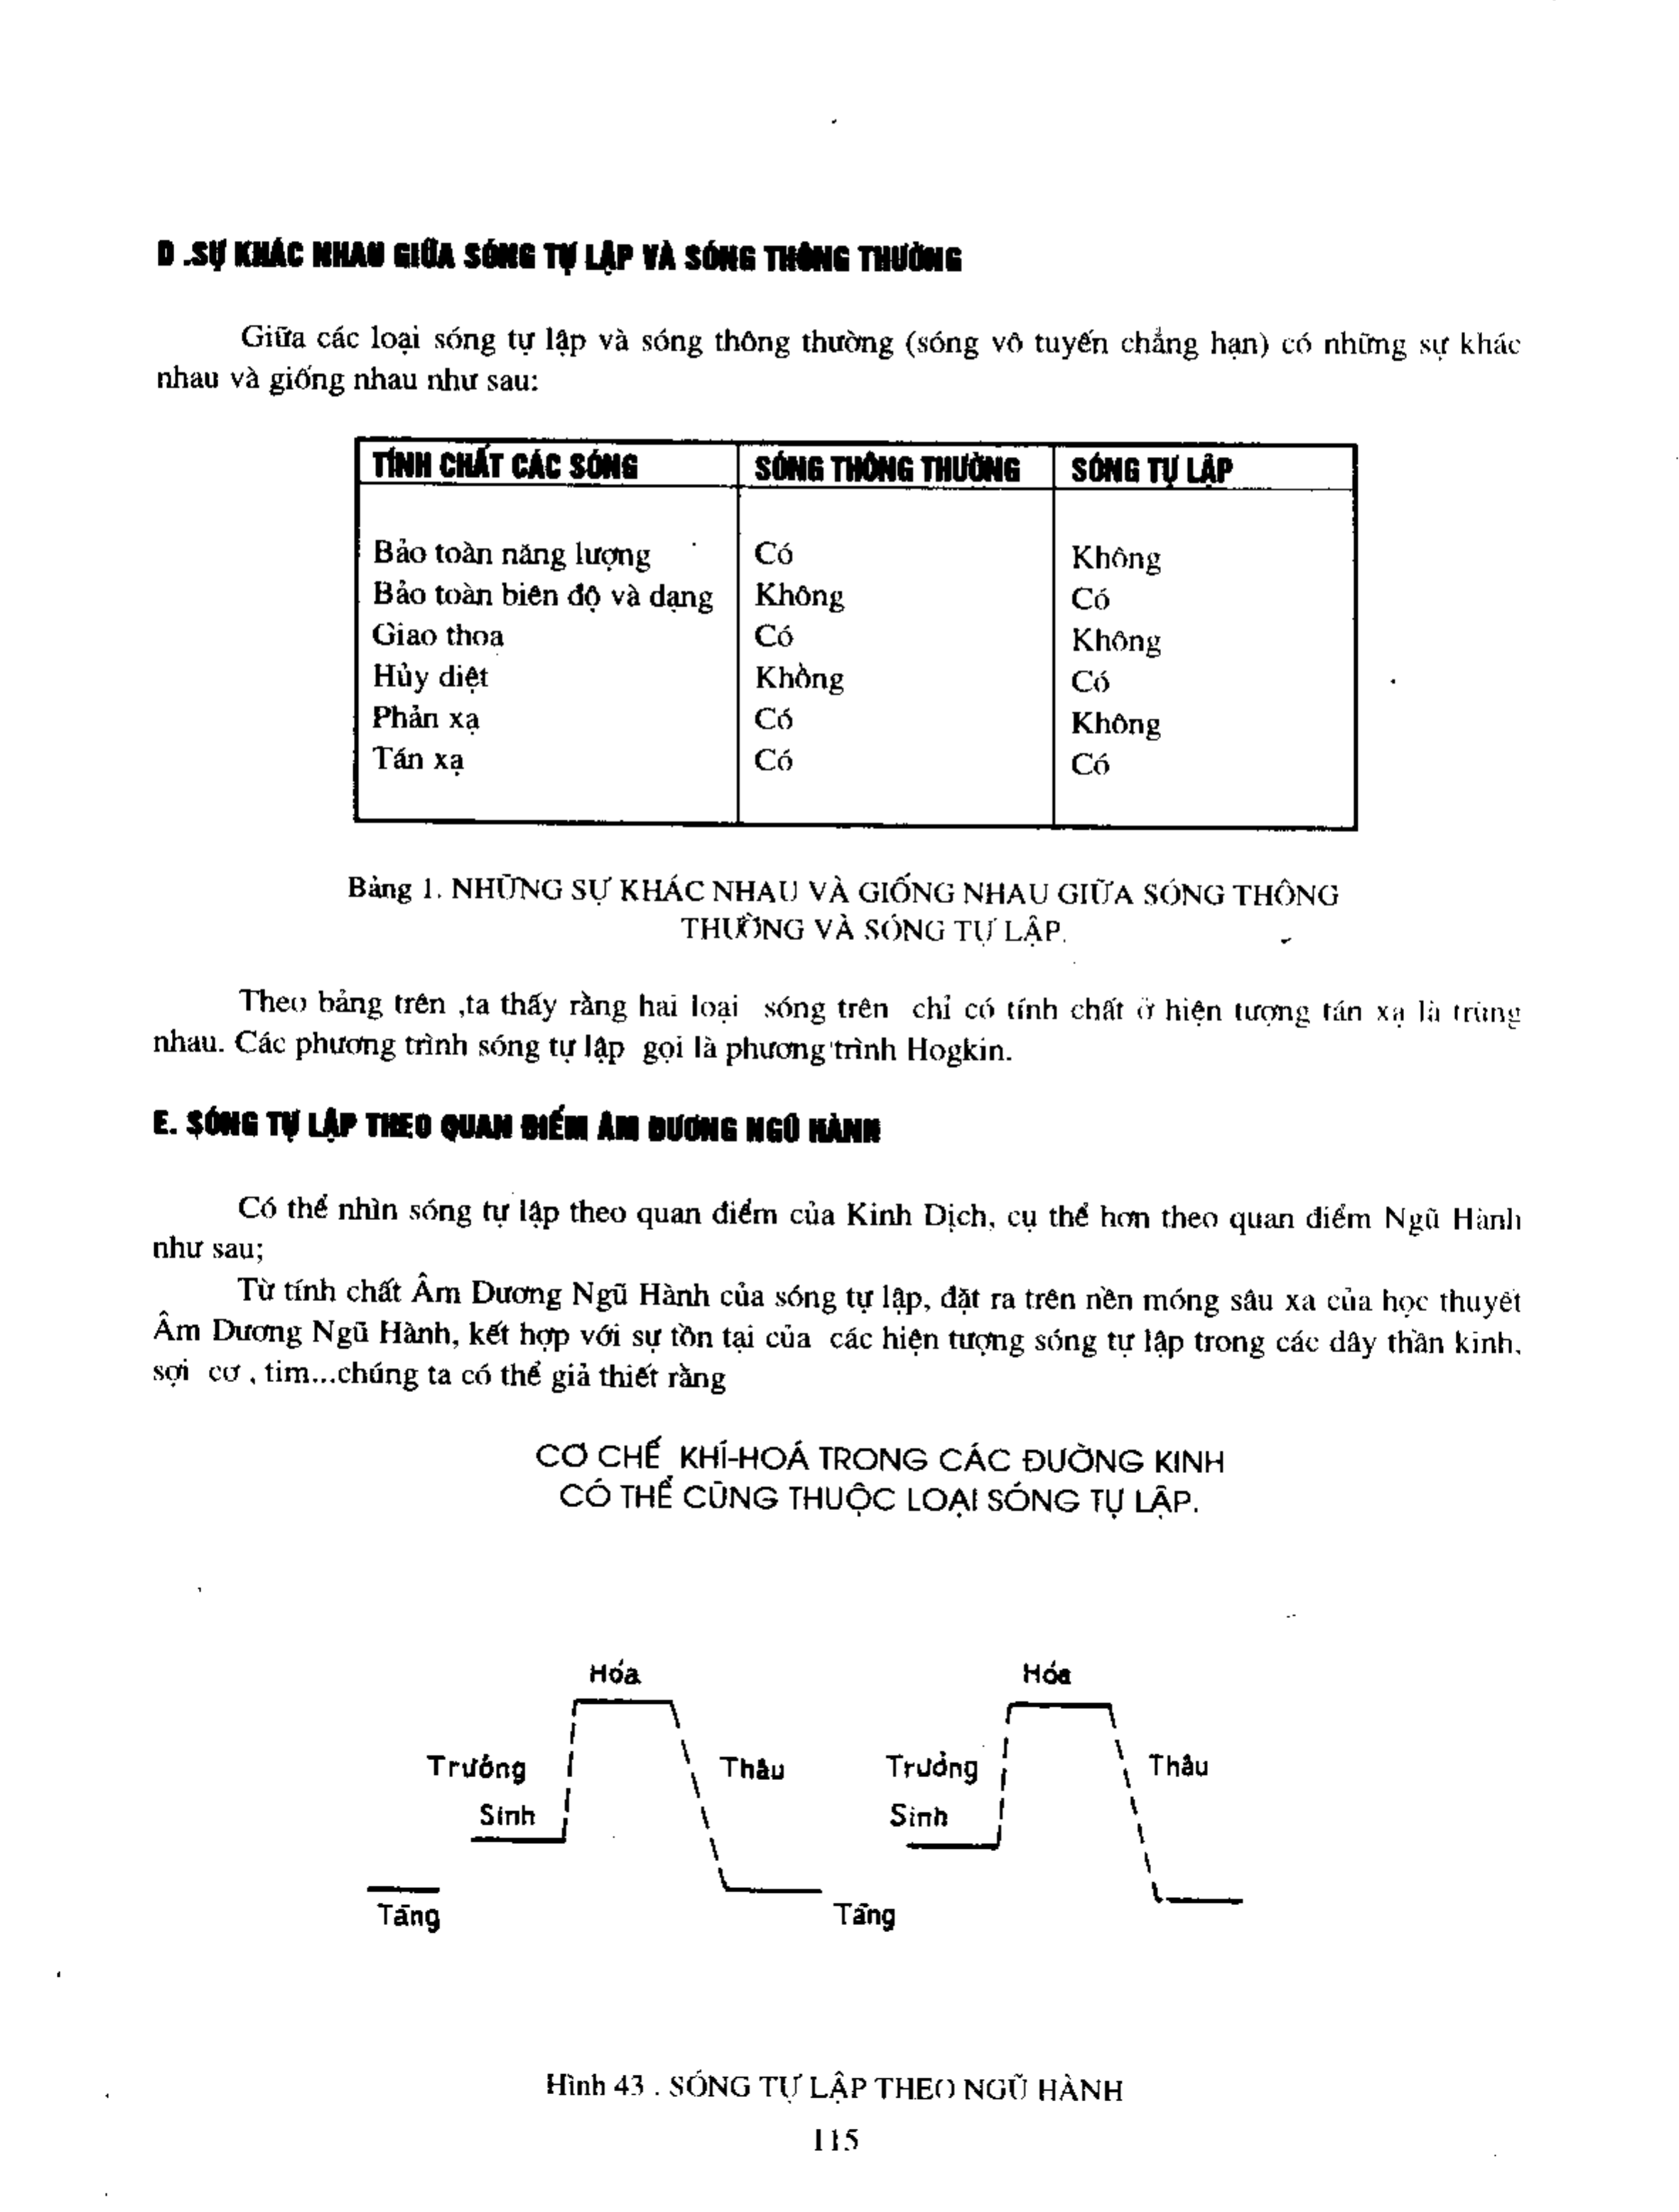 D .SỰ KHÁC NHAU GIỮA SÓNG TỰ LẬP VÀ SÓNG THÔNG THƯỜNG
Giữa các loại sóng tự lập và sóng thông thường (sóng vô tuyến chẳng hạn) có những sự khác
nhau và giống nhau như sau:
TÍNH CHẤT CÁC SÓNG SÓNG THÔNG THƯỜNG SÓNG TỰ LẬP
Bảo toàn năng lượng Có Không
Bảo toàn biên độ và dạng Không Có
Giao thoa Có Không
Hủy diệt Không Có
Phản xạ Có Không
Tán xạ Có Có
Bảng 1. NHỮNG SỰ KHÁC NHAU VÀ GIỐNG NHAU GIỮA SÓNG THÔNG
THƯỜNG VÀ SÓNG TỰ LẬP.
Theo bảng trên ,ta thấy rằng hai loại sóng trên chỉ có tính chất ở hiện tượng tán xạ là trùng
nhau. Các phương trình sóng tự lập gọi là phương trình Hogkin.
E. SÓNG TỰ LẬP THEO QUAN ĐIỂM ÂM DƯƠNG NGŨ HÀNH
Có thể nhìn sóng tự lập theo quan điểm của Kinh Dịch, cụ thể hơn theo quan điểm Ngũ Hành
như sau;
Từ tính chất Âm Dương Ngũ Hành của sóng tự lập, đặt ra trên nền móng sâu xa của học thuyết
Âm Dương Ngũ Hành, kết hợp với sự tồn tại của các hiện tượng sóng tự lập trong các dây thần kinh,
sợi cơ , tim...chúng ta có thể giả thiết rằng
CƠ CHẾ KHÍ-HOÁ TRONG CÁC ĐƯỜNG KINH
CÓ THỂ CŨNG THUỘC LOẠI SÓNG TỰ LẬP.
Hóa Hóa
Trưởng Thâu Trưởng Thâu
Sinh Sinh
Tàng Tàng
Hình 43 . SÓNG TỰ LẬP THEO NGŨ HÀNH
115